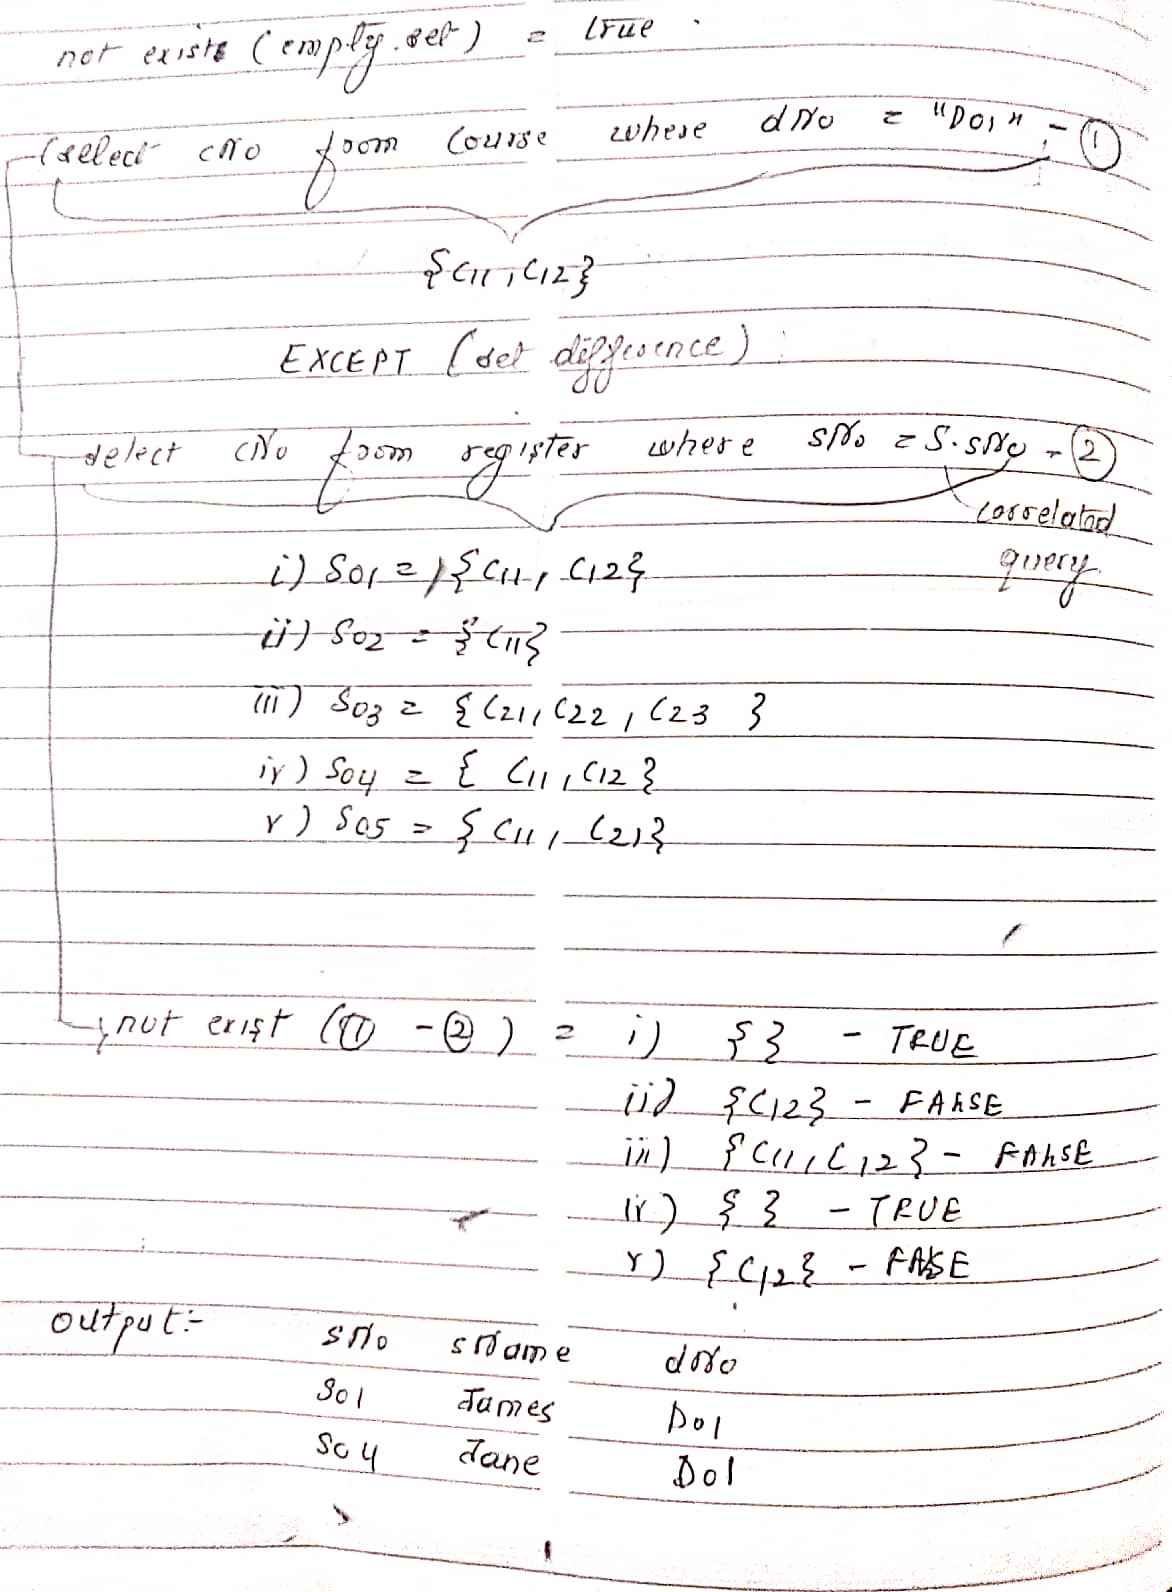 not exists (empty set) = true
(select cNo from Course where dNo = "D01" - ①
{C11, C12}
EXCEPT (set difference)
select cNo from register where sNo = S.sNo - ②
correlated
query.
i) S01 = {C11, C12}
ii) S02 = {C11}
iii) S03 = {C21, C22, C23 }
iv) S04 = { C11, C12 }
v) S05 = {C11, C21}
not exist (① - ②) = i) { } - TRUE
ii) {C12} - FALSE
iii) {C11, C12} - FALSE
iv) { } - TRUE
v) {C12} - FALSE
output:-
sNo sName dNo
S01 James D01
S04 Jane D01